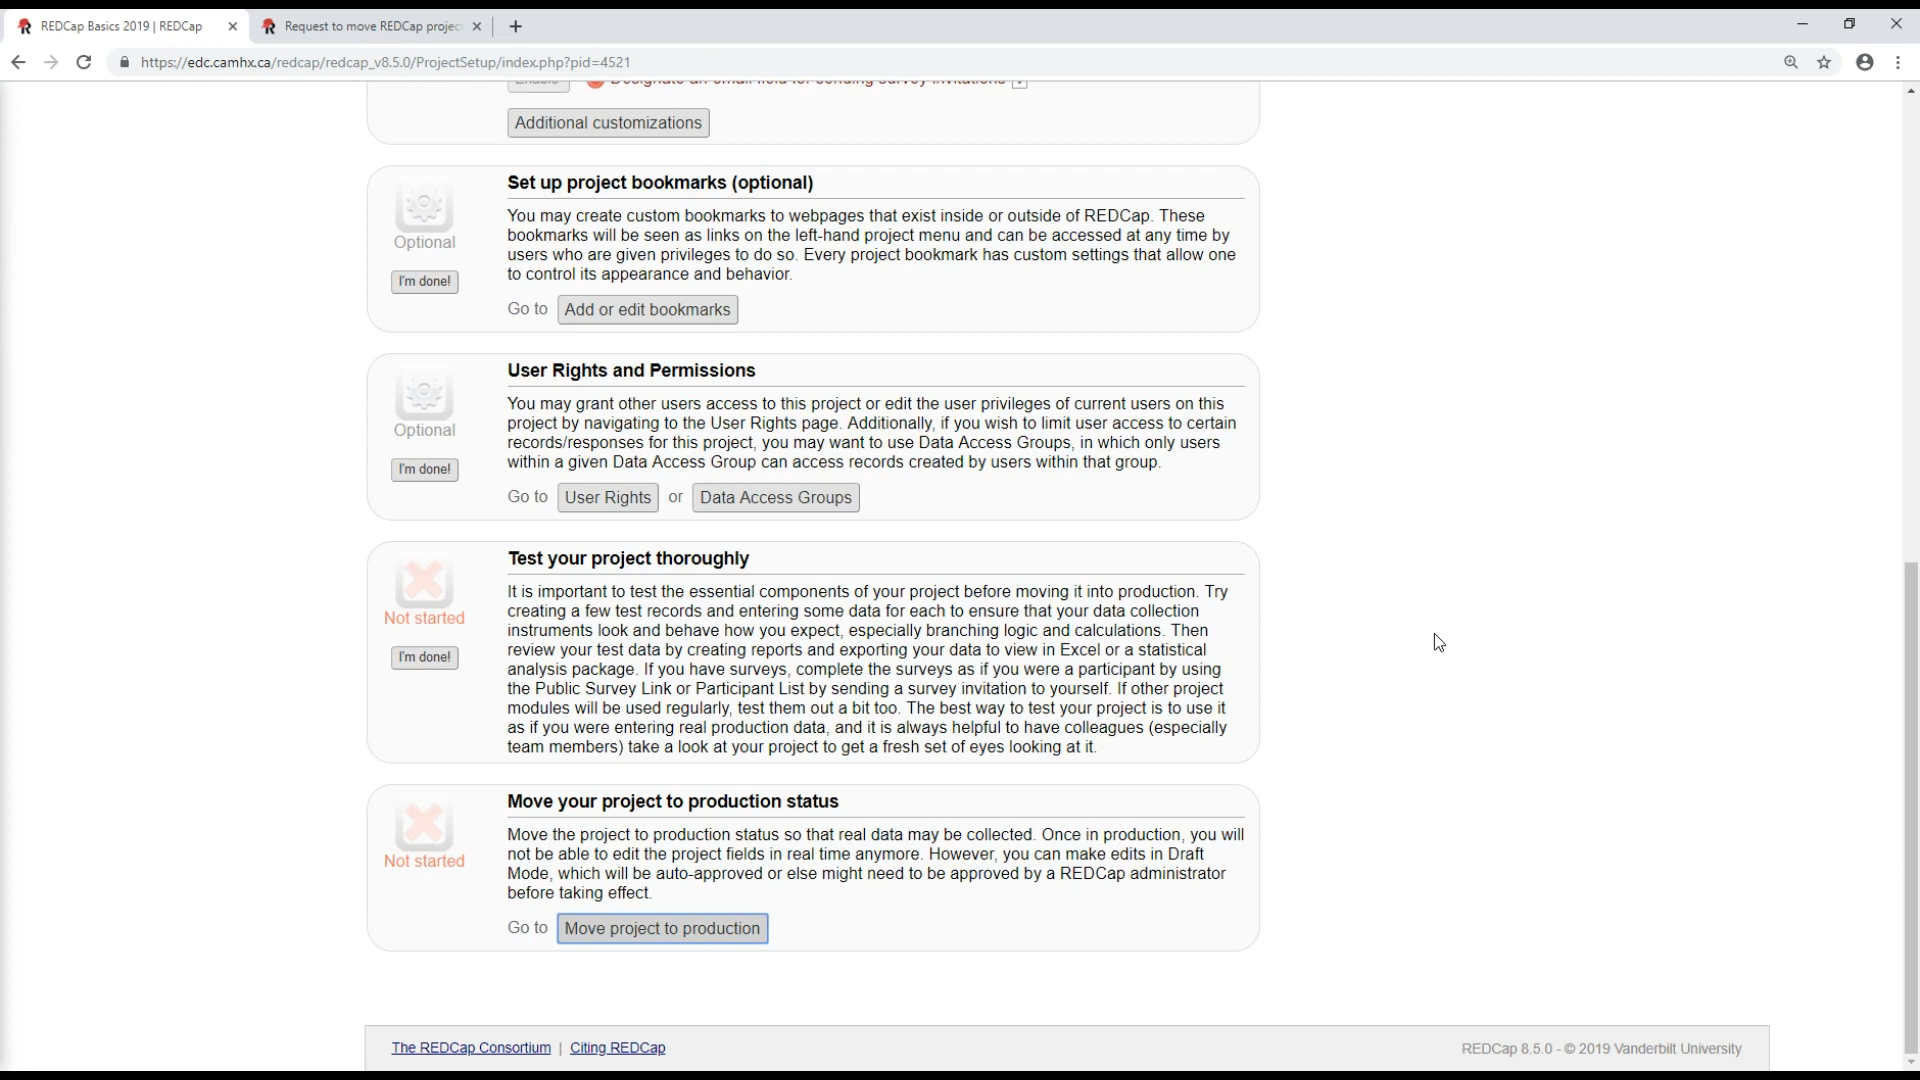 REDCap Basics 2019 | REDCap
Request to move REDCap project
https://edc.camhx.ca/redcap/redcap_v8.5.0/ProjectSetup/index.php?pid=4521
Enable Designate an email field for sending survey invitations ?
Additional customizations
Set up project bookmarks (optional)
You may create custom bookmarks to webpages that exist inside or outside of REDCap. These
bookmarks will be seen as links on the left-hand project menu and can be accessed at any time by
users who are given privileges to do so. Every project bookmark has custom settings that allow one
to control its appearance and behavior.
Optional
I'm done!
Go to Add or edit bookmarks
User Rights and Permissions
You may grant other users access to this project or edit the user privileges of current users on this
project by navigating to the User Rights page. Additionally, if you wish to limit user access to certain
records/responses for this project, you may want to use Data Access Groups, in which only users
within a given Data Access Group can access records created by users within that group.
Optional
I'm done!
Go to User Rights or Data Access Groups
Test your project thoroughly
It is important to test the essential components of your project before moving it into production. Try
creating a few test records and entering some data for each to ensure that your data collection
instruments look and behave how you expect, especially branching logic and calculations. Then
review your test data by creating reports and exporting your data to view in Excel or a statistical
analysis package. If you have surveys, complete the surveys as if you were a participant by using
the Public Survey Link or Participant List by sending a survey invitation to yourself. If other project
modules will be used regularly, test them out a bit too. The best way to test your project is to use it
as if you were entering real production data, and it is always helpful to have colleagues (especially
team members) take a look at your project to get a fresh set of eyes looking at it.
Not started
I'm done!
Move your project to production status
Move the project to production status so that real data may be collected. Once in production, you will
not be able to edit the project fields in real time anymore. However, you can make edits in Draft
Mode, which will be auto-approved or else might need to be approved by a REDCap administrator
before taking effect.
Not started
Go to Move project to production
The REDCap Consortium | Citing REDCap
REDCap 8.5.0 - © 2019 Vanderbilt University